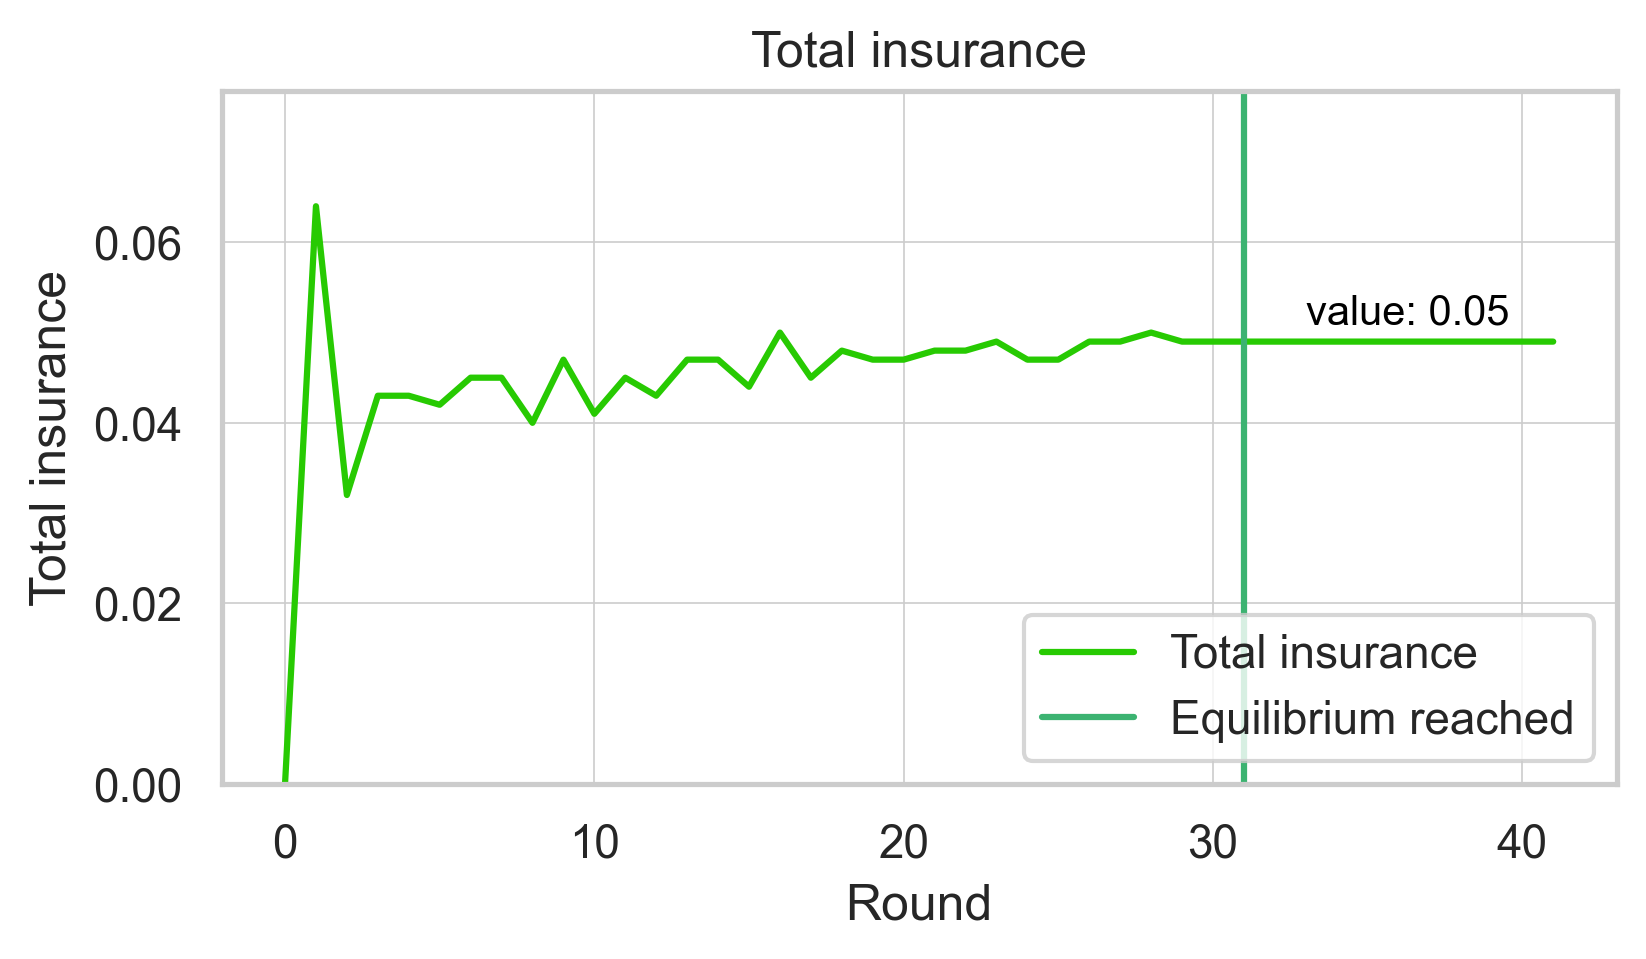 Total insurance
Total insurance
0.06
0.04
0.02
0.00
value: 0.05
Total insurance
Equilibrium reached
0 10 20 30 40
Round